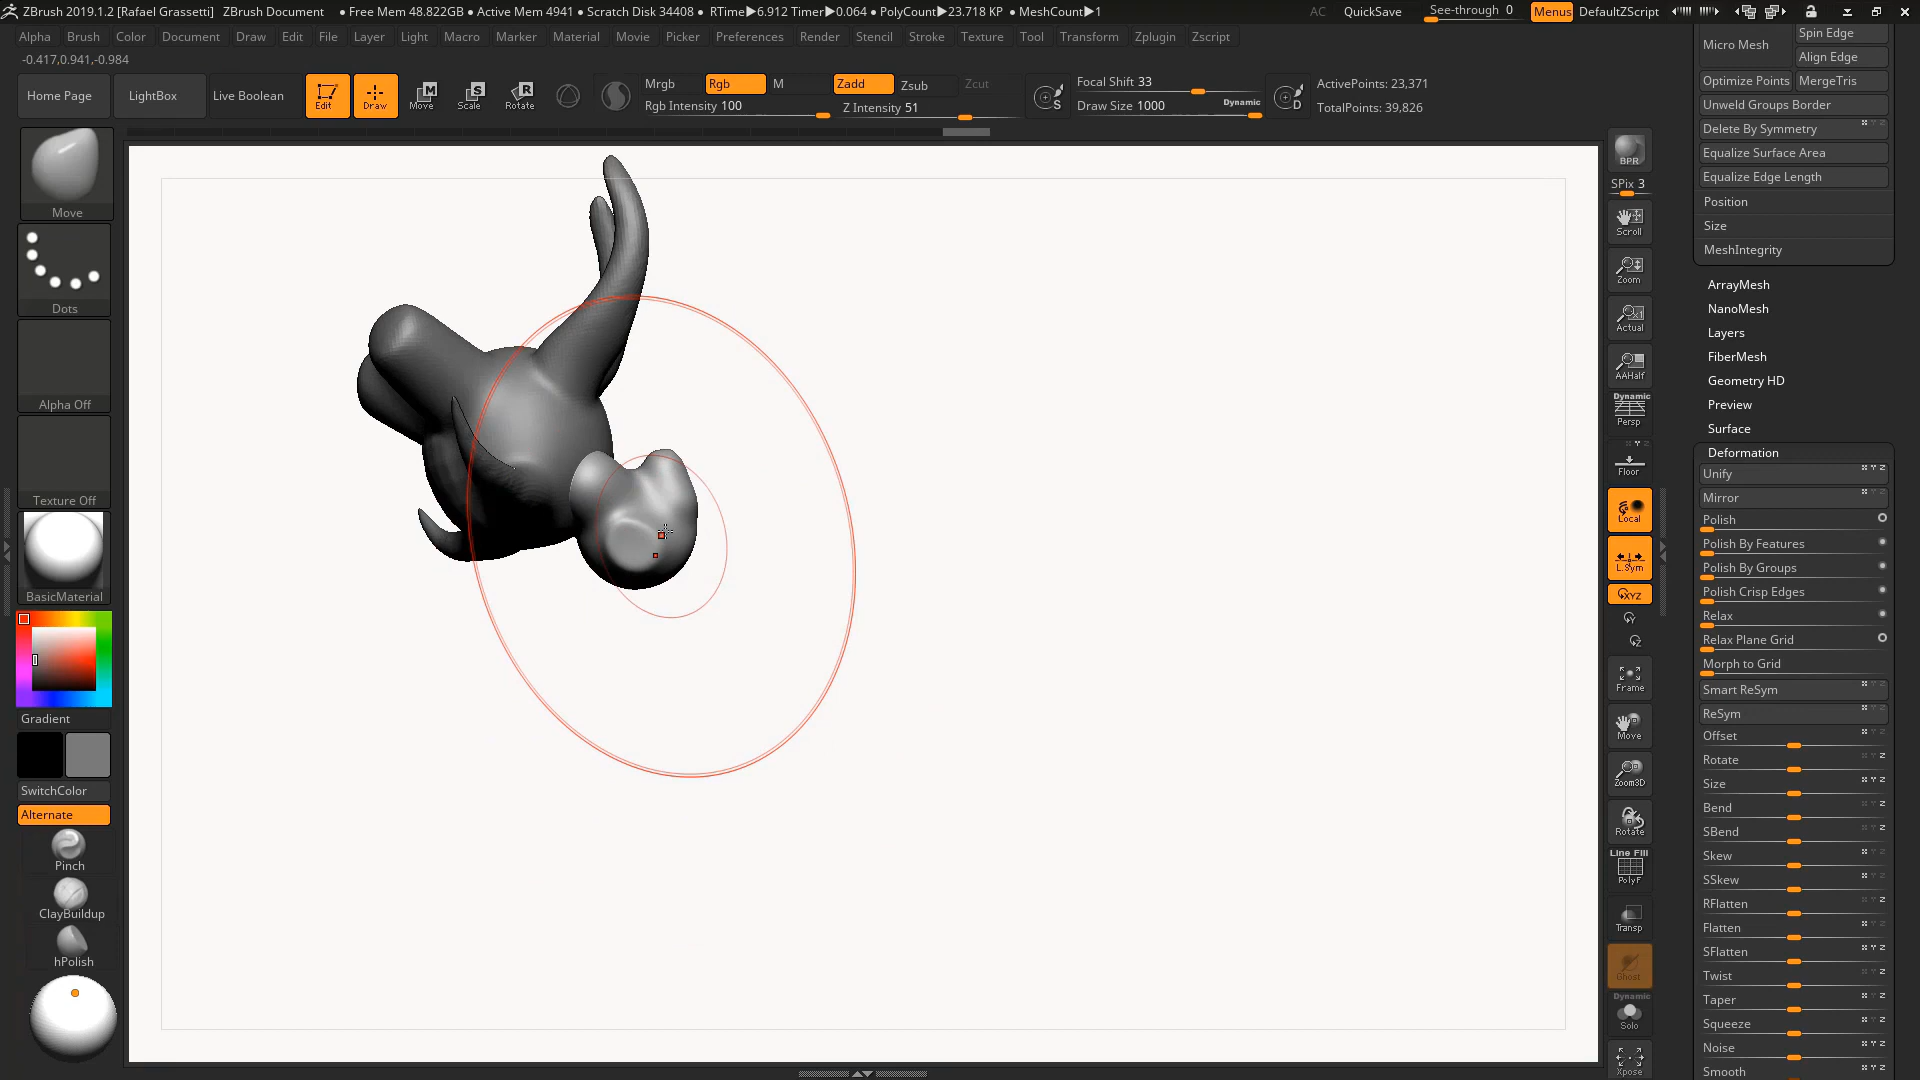 ZBrush 2019.1.2 [Rafael Grassetti] ZBrush Document ● Free Mem 48.822GB ● Active Mem 4941 ● Scratch Disk 34408 ● RTime▶6.912 Timer▶0.064 ● PolyCount▶23.718 KP ● MeshCount▶1 AC QuickSave See-through 0 Menus DefaultZScript
Alpha Brush Color Document Draw Edit File Layer Light Macro Marker Material Movie Picker Preferences Render Stencil Stroke Texture Tool Transform Zplugin Zscript
-0.417,0.941,-0.984
Home Page LightBox Live Boolean Edit Draw Move Scale Rotate
Mrgb Rgb M Zadd Zsub Zcut
Rgb Intensity 100 Z Intensity 51
Focal Shift 33
Draw Size 1000 Dynamic
ActivePoints: 23,371
TotalPoints: 39,826
Move
Dots
Alpha Off
Texture Off
BasicMaterial
Gradient
SwitchColor
Alternate
Pinch
ClayBuildup
hPolish
BPR
SPix 3
Scroll
Zoom
Actual
AAHalf
Dynamic
Persp
Floor
Local
L.Sym
XYZ
Frame
Move
Zoom3D
Rotate
Line Fill
PolyF
Transp
Ghost
Dynamic
Solo
Xpose
Micro Mesh
Spin Edge
Align Edge
Optimize Points MergeTris
Unweld Groups Border
Delete By Symmetry
Equalize Surface Area
Equalize Edge Length
Position
Size
MeshIntegrity
ArrayMesh
NanoMesh
Layers
FiberMesh
Geometry HD
Preview
Surface
Deformation
Unify
Mirror
Polish
Polish By Features
Polish By Groups
Polish Crisp Edges
Relax
Relax Plane Grid
Morph to Grid
Smart ReSym
ReSym
Offset
Rotate
Size
Bend
SBend
Skew
SSkew
RFlatten
Flatten
SFlatten
Twist
Taper
Squeeze
Noise
Smooth